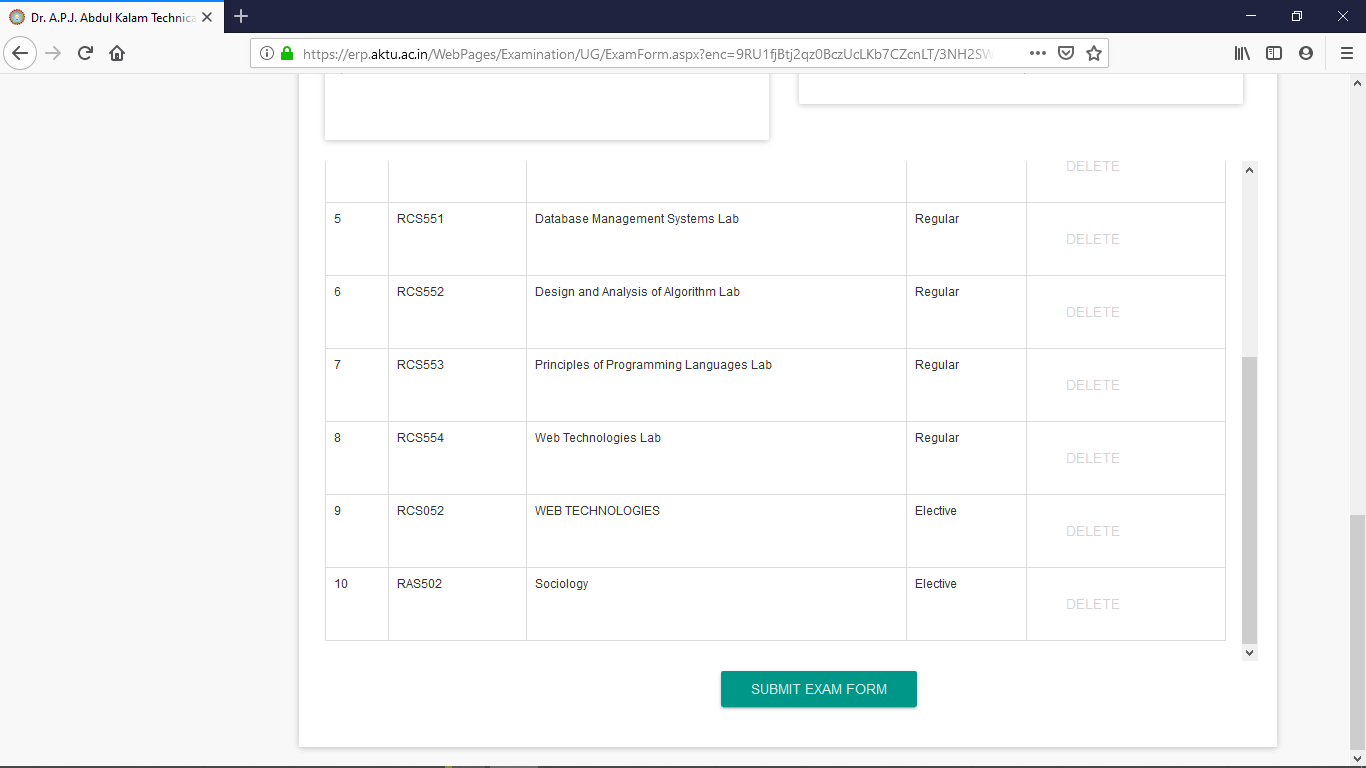 Dr. A.P.J. Abdul Kalam Technica
https://erp.aktu.ac.in/WebPages/Examination/UG/ExamForm.aspx?enc=9RU1fjBtj2qz0BczUcLKb7CZcnLT/3NH2SW
DELETE
5 RCS551 Database Management Systems Lab Regular
DELETE
6 RCS552 Design and Analysis of Algorithm Lab Regular
DELETE
7 RCS553 Principles of Programming Languages Lab Regular
DELETE
8 RCS554 Web Technologies Lab Regular
DELETE
9 RCS052 WEB TECHNOLOGIES Elective
DELETE
10 RAS502 Sociology Elective
DELETE
SUBMIT EXAM FORM